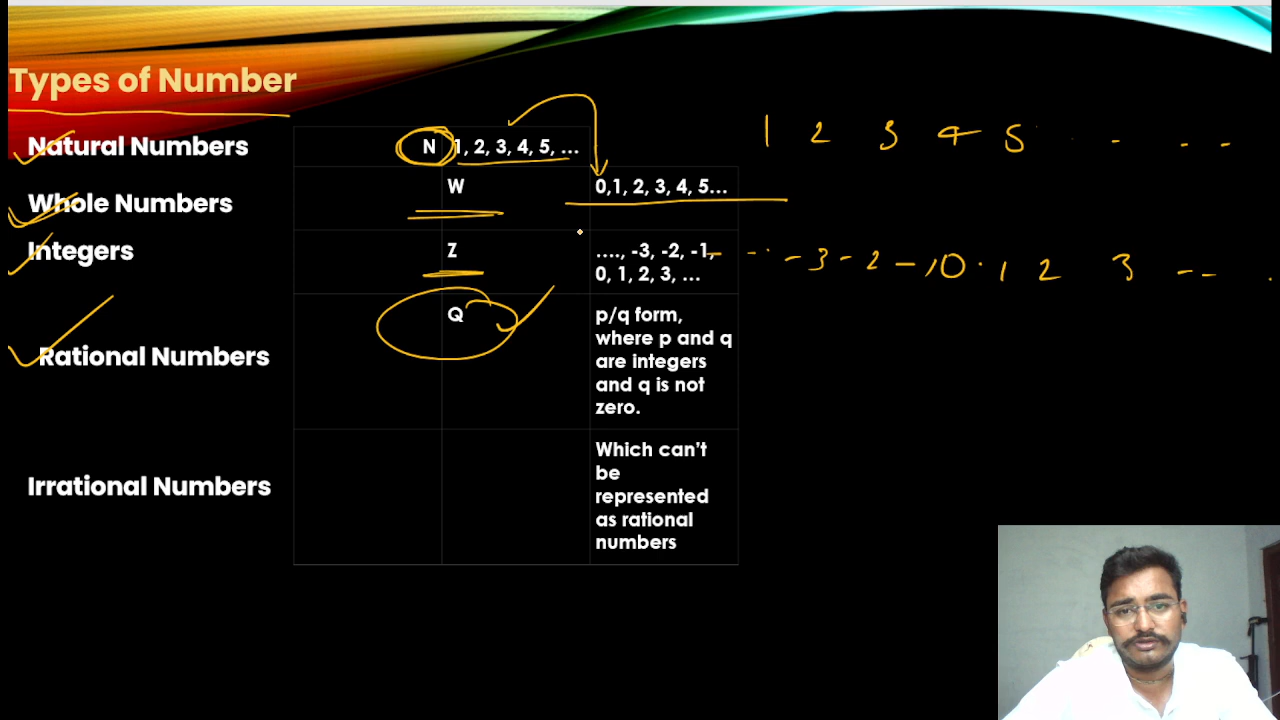 Types of Number
Natural Numbers N 1, 2, 3, 4, 5, ... 1 2 3 4 5 . . .
Whole Numbers W 0,1, 2, 3, 4, 5...
Integers Z ...., -3, -2, -1, -- .. -3 -2 -1 0 1 2 3 -- .
0, 1, 2, 3, ...
Rational Numbers Q p/q form,
where p and q
are integers
and q is not
zero.
Irrational Numbers Which can't
be
represented
as rational
numbers